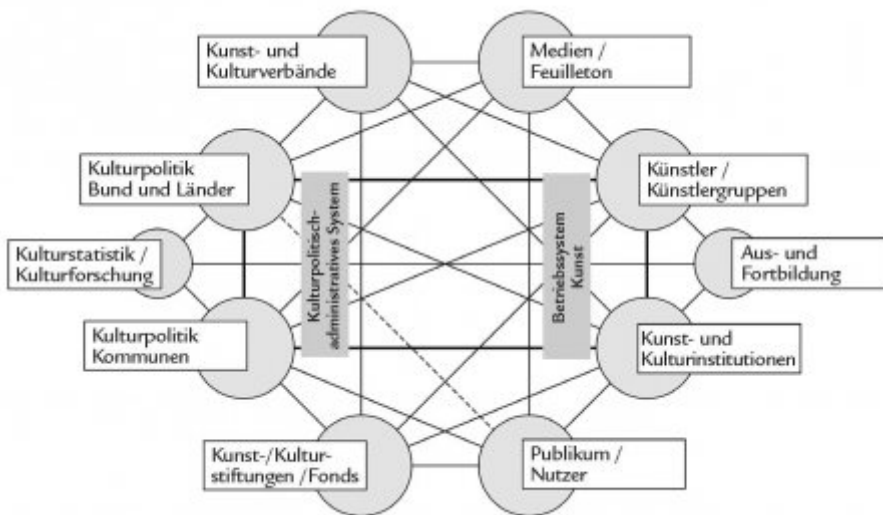 Kunst- und
Kulturverbände
Medien /
Feuilleton
Kulturpolitik
Bund und Länder
Künstler /
Künstlergruppen
Kulturpolitisch-
administratives System
Betriebssystem
Kunst
Kulturstatistik /
Kulturforschung
Aus- und
Fortbildung
Kulturpolitik
Kommunen
Kunst- und
Kulturinstitutionen
Kunst-/Kultur-
stiftungen /Fonds
Publikum /
Nutzer